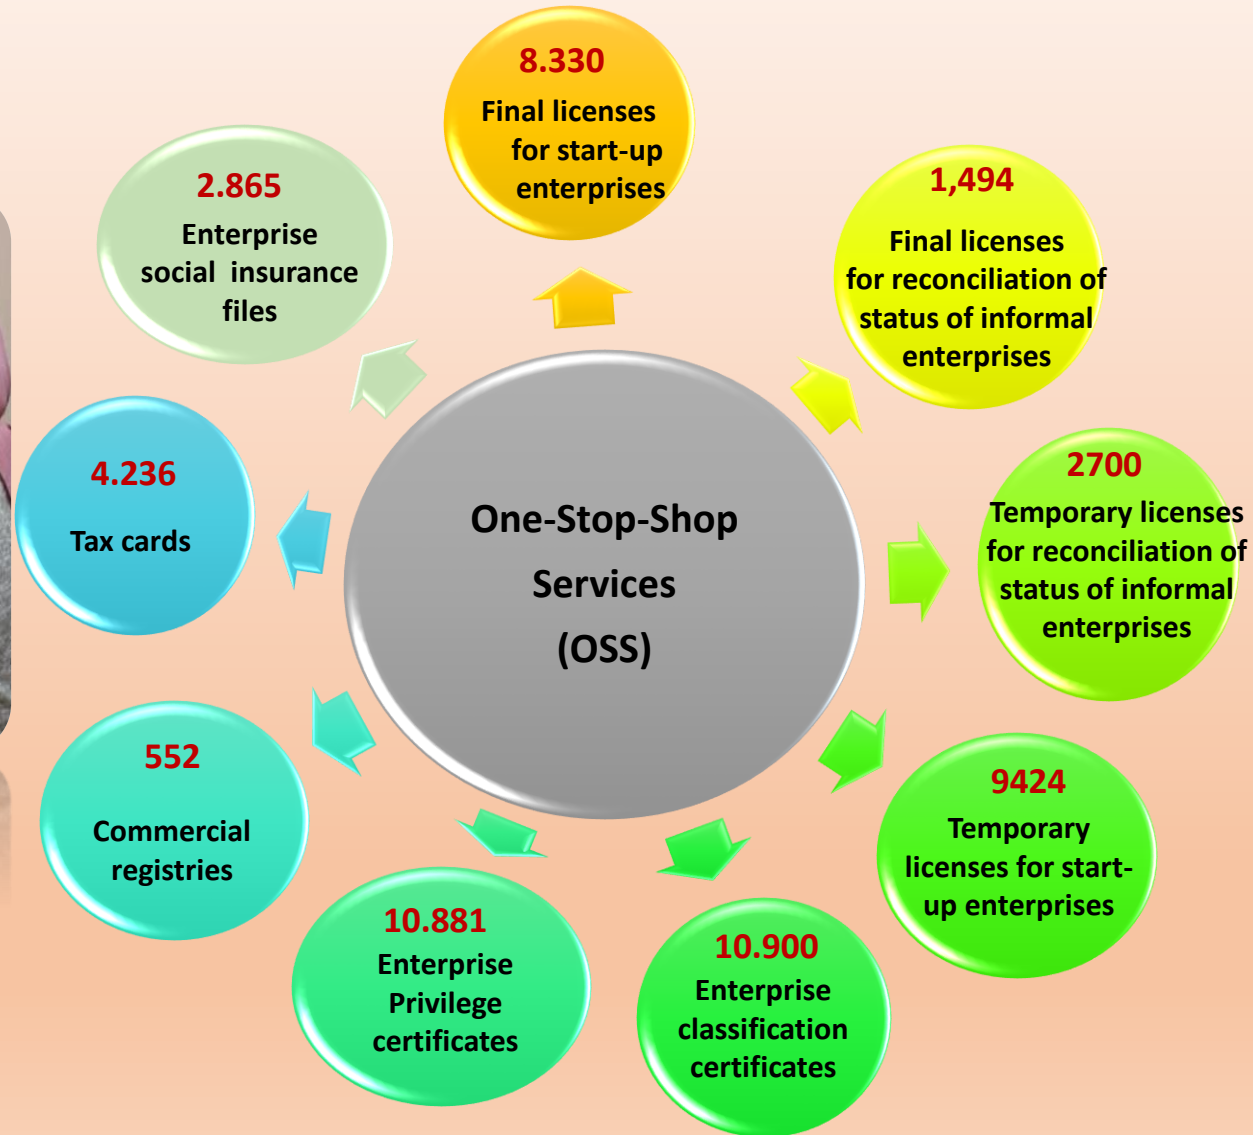 One-Stop-Shop
Services
(OSS)
8.330
Final licenses
for start-up
enterprises
1,494
Final licenses
for reconciliation of
status of informal
enterprises
2700
Temporary licenses
for reconciliation of
status of informal
enterprises
9424
Temporary
licenses for start-
up enterprises
10.900
Enterprise
classification
certificates
10.881
Enterprise
Privilege
certificates
552
Commercial
registries
4.236
Tax cards
2.865
Enterprise
social insurance
files